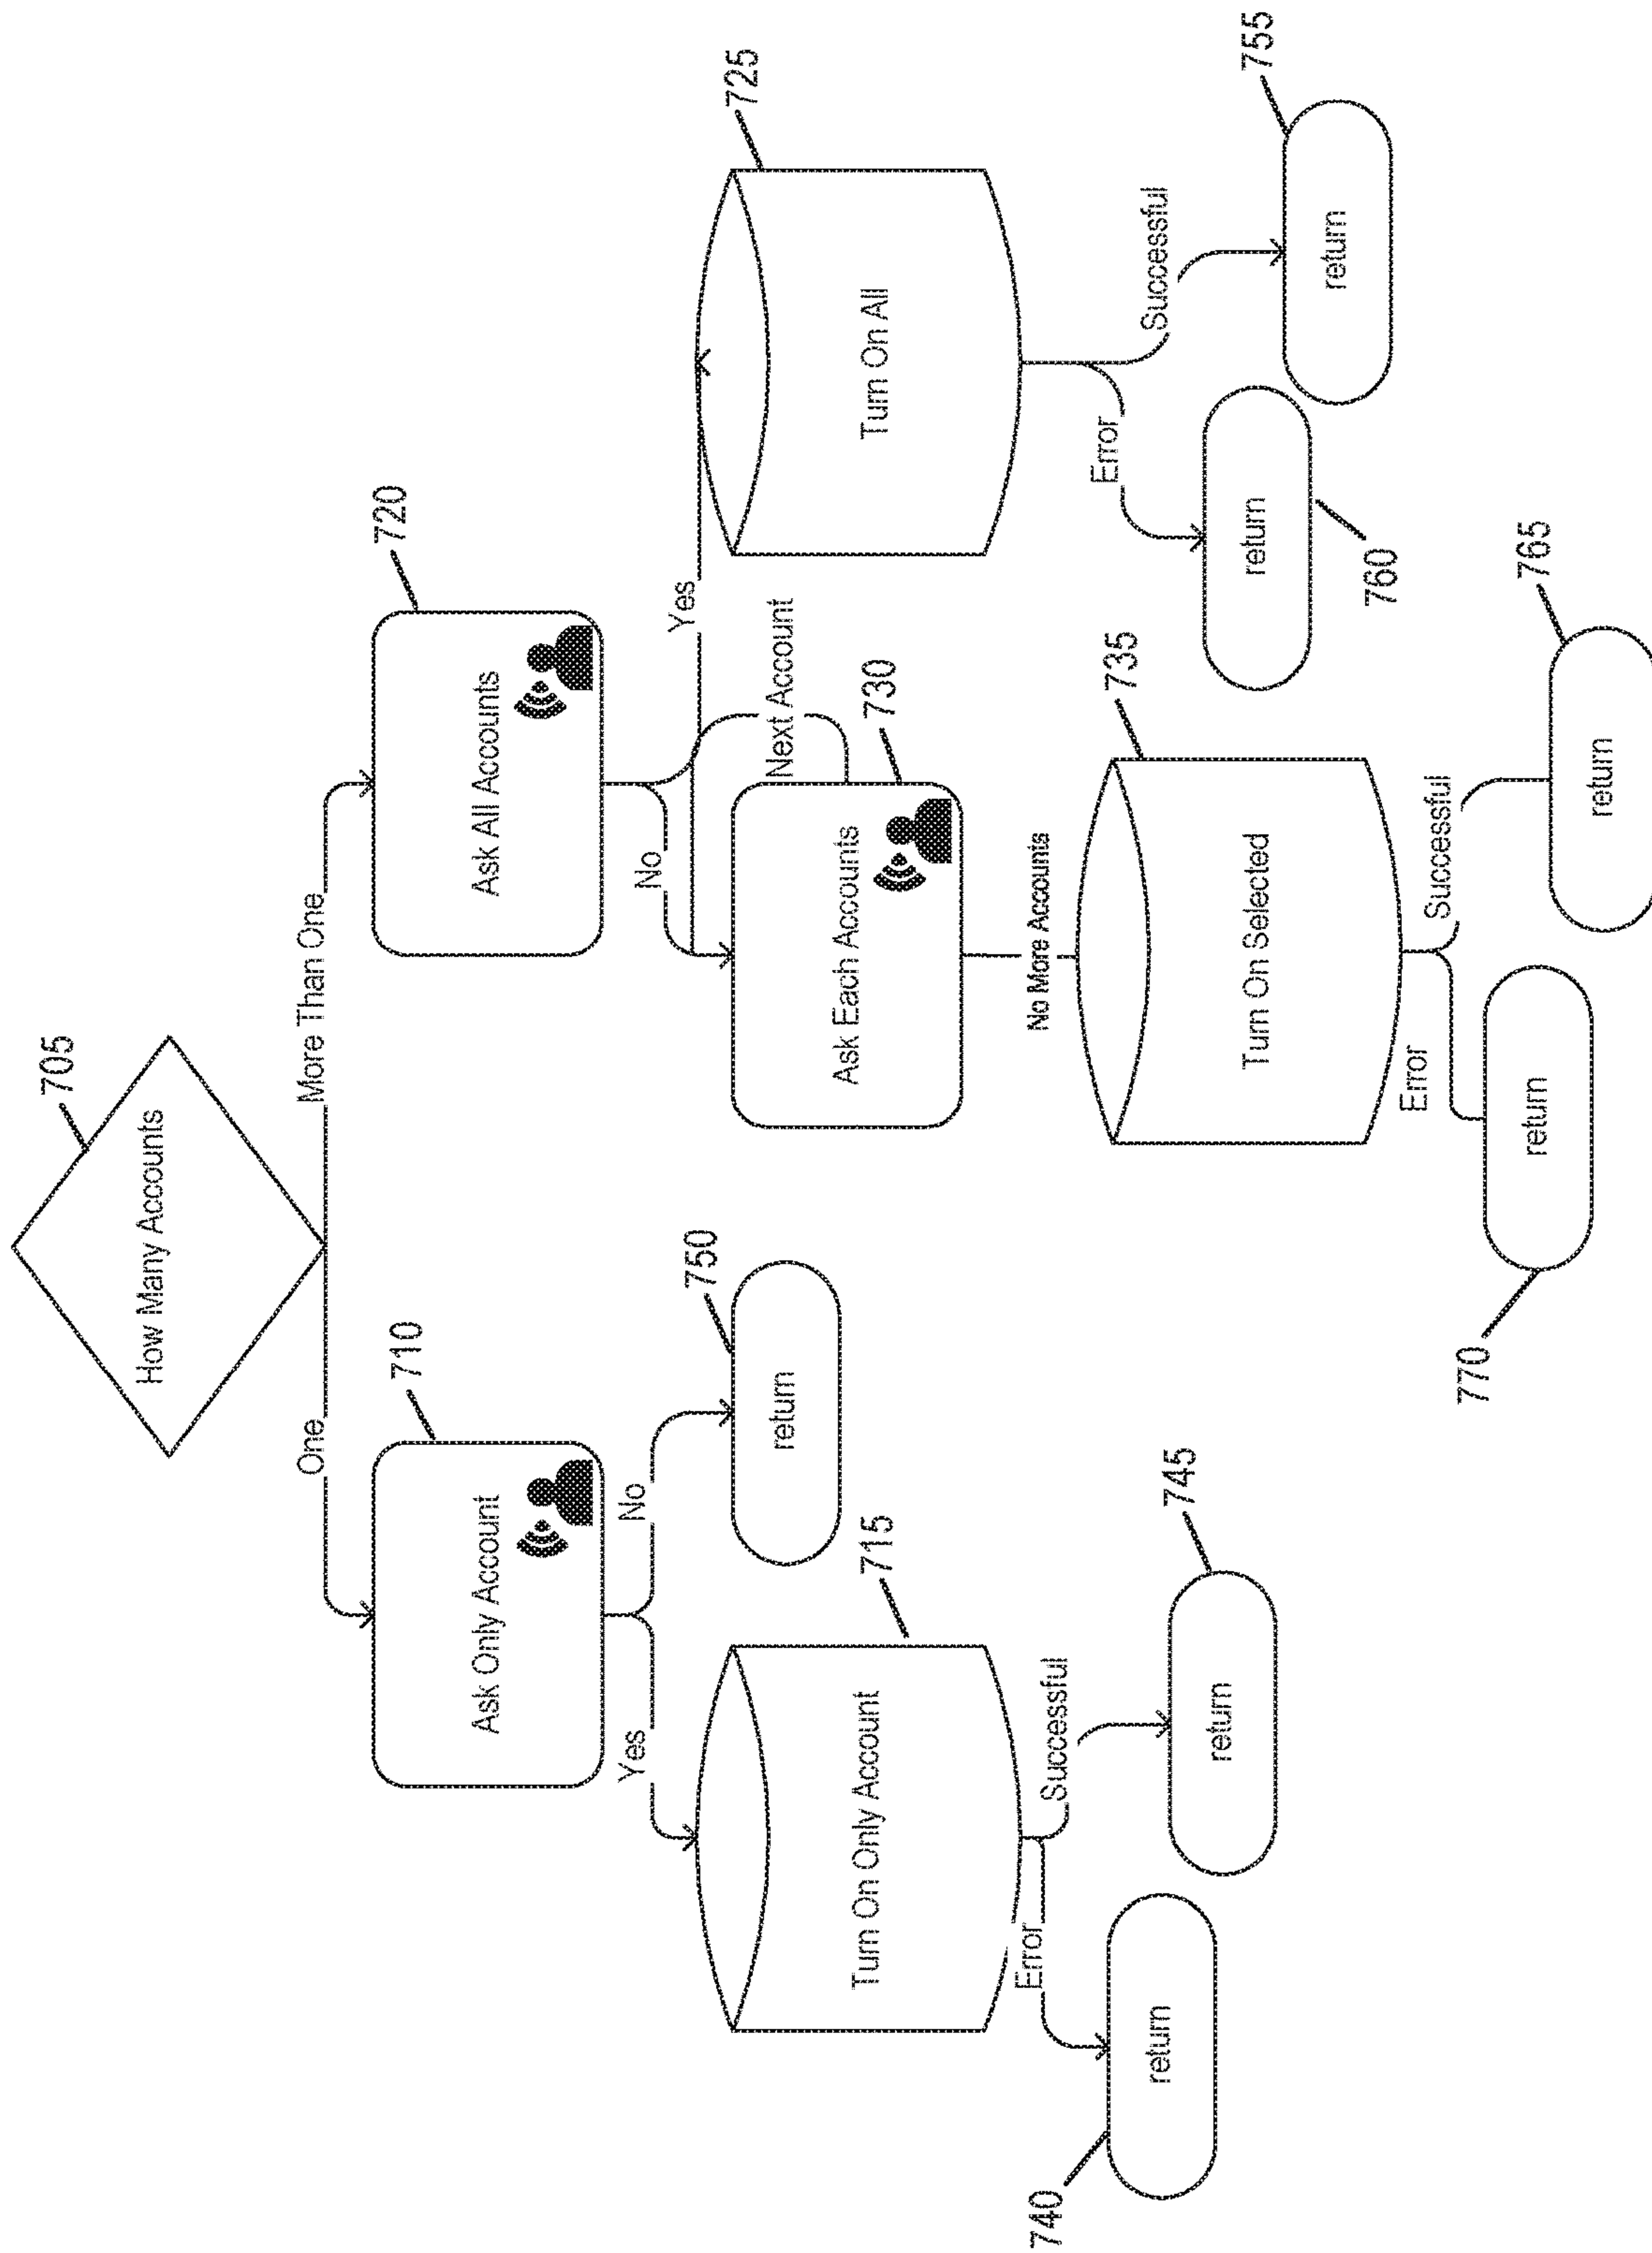 705
How Many Accounts
One
More Than One
710
Ask Only Account
720
Ask All Accounts
Yes
No
No
Yes
750
return
Next Account
725
Turn On All
715
Turn On Only Account
730
Ask Each Accounts
No More Accounts
Error
Successful
Error
Successful
735
Turn On Selected
740
return
745
return
760
return
755
return
Error
Successful
770
return
765
return